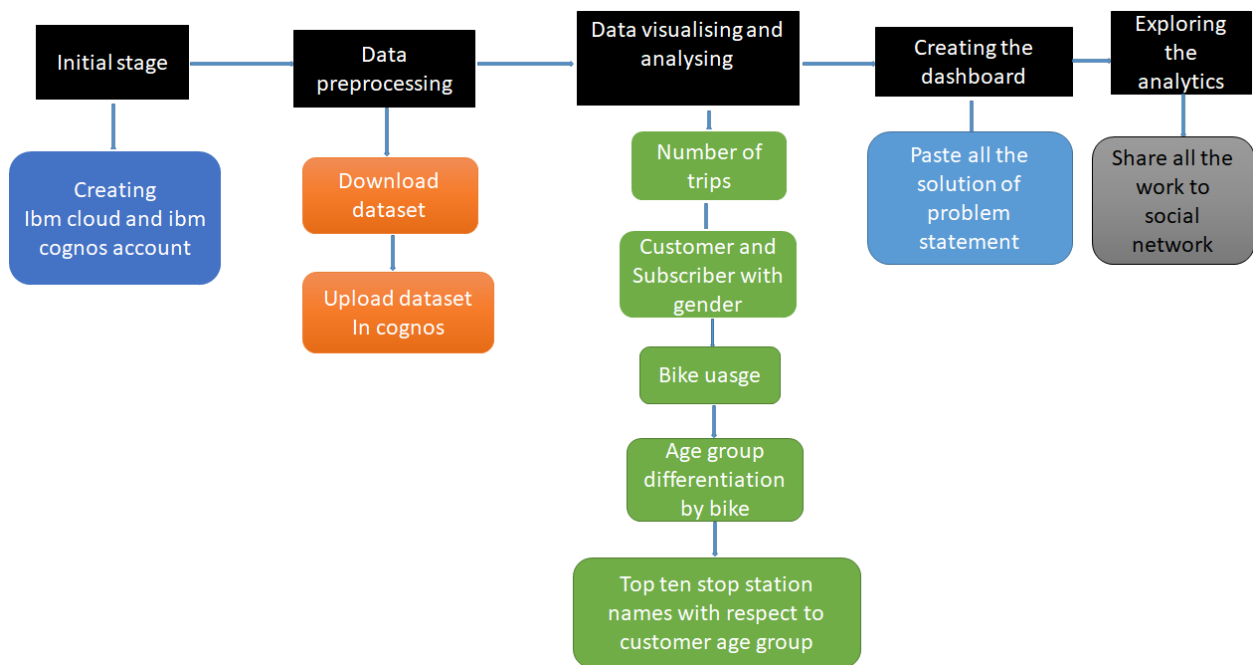 Initial stage
Data
preprocessing
Data visualising and
analysing
Creating the
dashboard
Exploring
the
analytics
Creating
Ibm cloud and ibm
cognos account
Download
dataset
Upload dataset
In cognos
Number of
trips
Customer and
Subscriber with
gender
Bike uasge
Age group
differentiation
by bike
Top ten stop station
names with respect to
customer age group
Paste all the
solution of
problem
statement
Share all the
work to
social
network